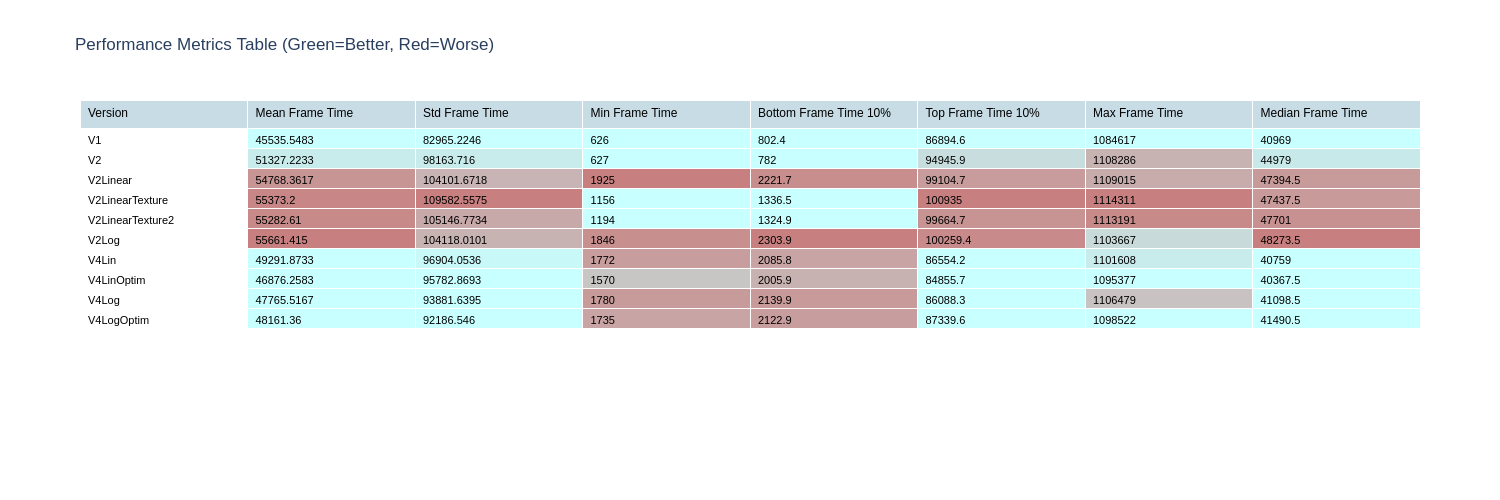 Performance Metrics Table (Green=Better, Red=Worse)
Version Mean Frame Time Std Frame Time Min Frame Time Bottom Frame Time 10% Top Frame Time 10% Max Frame Time Median Frame Time
V1 45535.5483 82965.2246 626 802.4 86894.6 1084617 40969
V2 51327.2233 98163.716 627 782 94945.9 1108286 44979
V2Linear 54768.3617 104101.6718 1925 2221.7 99104.7 1109015 47394.5
V2LinearTexture 55373.2 109582.5575 1156 1336.5 100935 1114311 47437.5
V2LinearTexture2 55282.61 105146.7734 1194 1324.9 99664.7 1113191 47701
V2Log 55661.415 104118.0101 1846 2303.9 100259.4 1103667 48273.5
V4Lin 49291.8733 96904.0536 1772 2085.8 86554.2 1101608 40759
V4LinOptim 46876.2583 95782.8693 1570 2005.9 84855.7 1095377 40367.5
V4Log 47765.5167 93881.6395 1780 2139.9 86088.3 1106479 41098.5
V4LogOptim 48161.36 92186.546 1735 2122.9 87339.6 1098522 41490.5